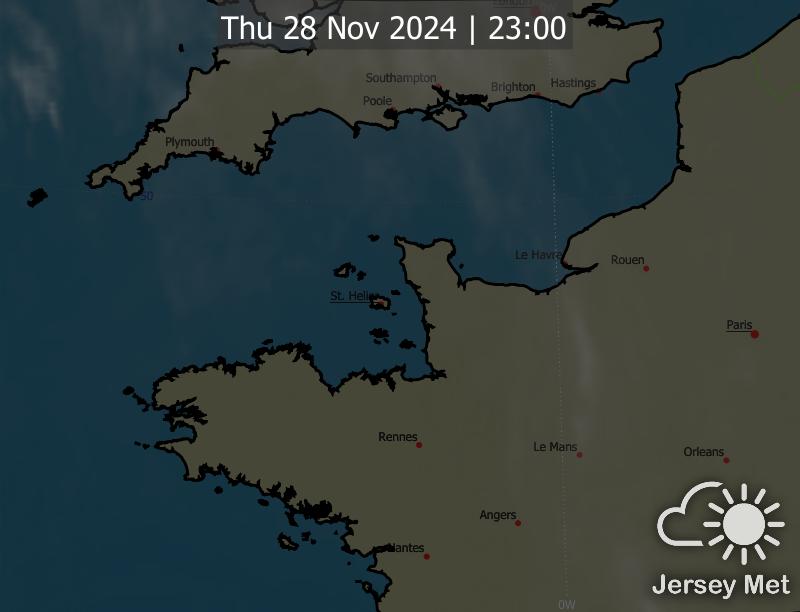 London
Thu 28 Nov 2024 | 23:00
Southampton
Brighton
Hastings
Poole
Plymouth
50
Le Havre
Rouen
St. Helier
Paris
Rennes
Le Mans
Orleans
Angers
Nantes
Jersey Met
0W